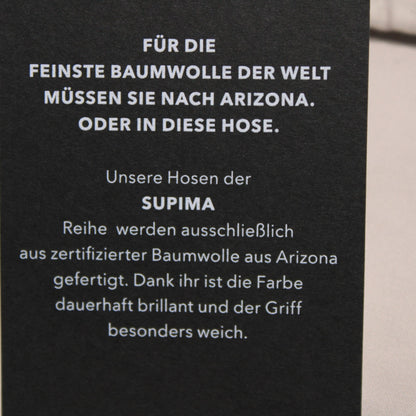 FÜR DIE
FEINSTE BAUMWOLLE DER WELT
MÜSSEN SIE NACH ARIZONA.
ODER IN DIESE HOSE.
Unsere Hosen der
SUPIMA
Reihe werden ausschließlich
aus zertifizierter Baumwolle aus Arizona
gefertigt. Dank ihr ist die Farbe
dauerhaft brillant und der Griff
besonders weich.